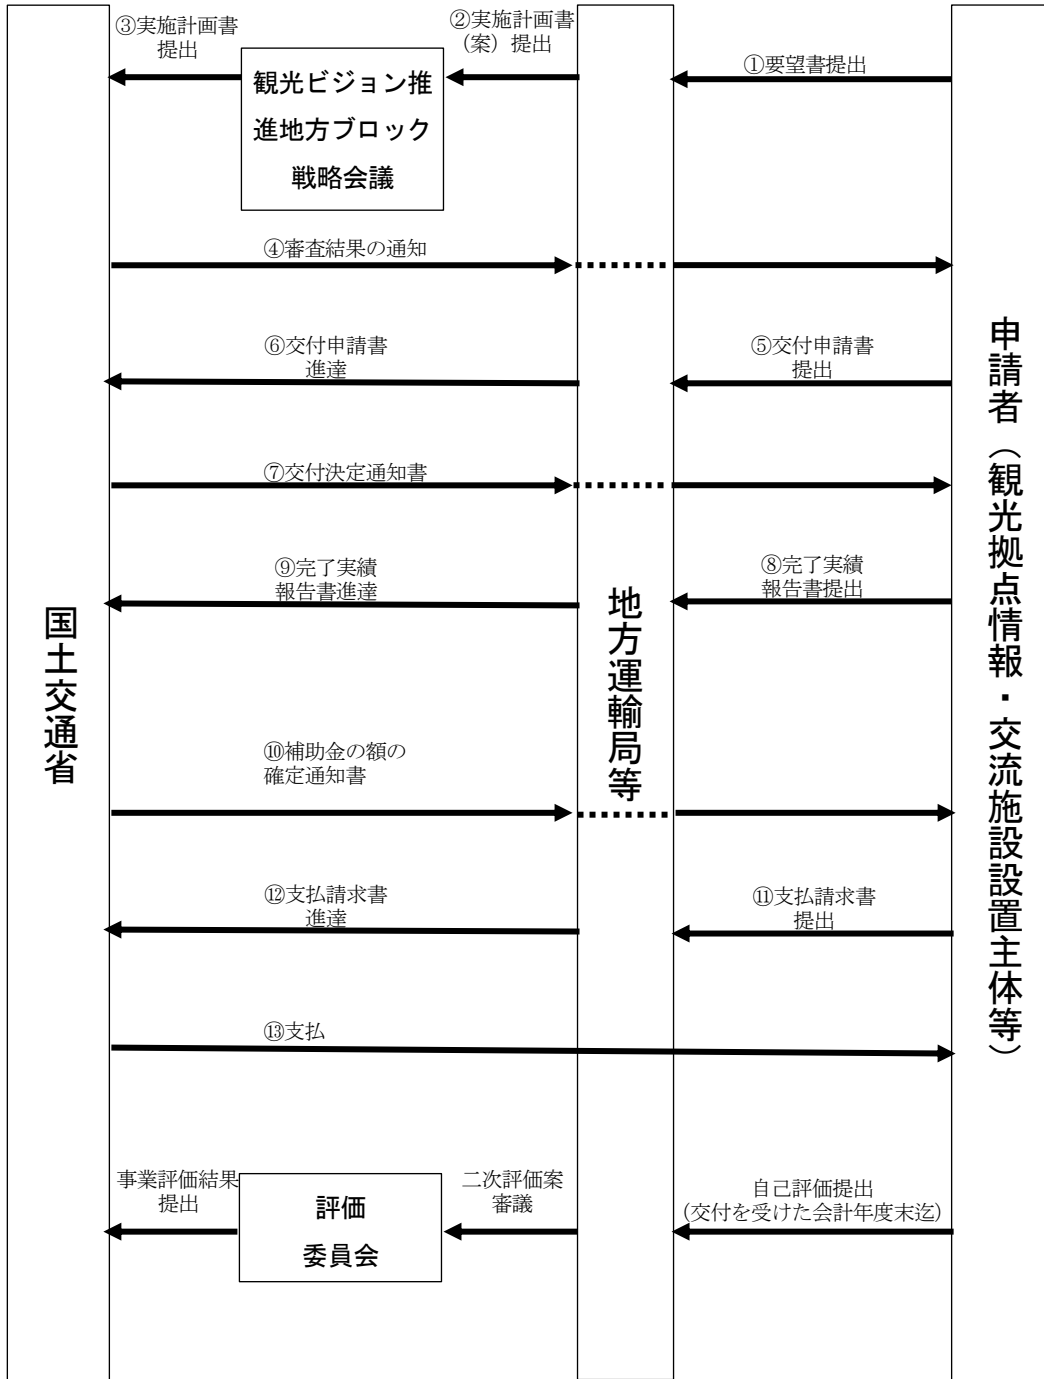 ③実施計画書
提出
②実施計画書
（案）提出
①要望書提出
観光ビジョン推
進地方ブロック
戦略会議
④審査結果の通知
⑥交付申請書
進達
⑤交付申請書
提出
⑦交付決定通知書
⑨完了実績
報告書進達
⑧完了実績
報告書提出
国土交通省
地方運輸局等
申請者（観光拠点情報・交流施設設置主体等）
⑩補助金の額の
確定通知書
⑫支払請求書
進達
⑪支払請求書
提出
⑬支払
事業評価結果
提出
評価
委員会
二次評価案
審議
自己評価提出
（交付を受けた会計年度末迄）